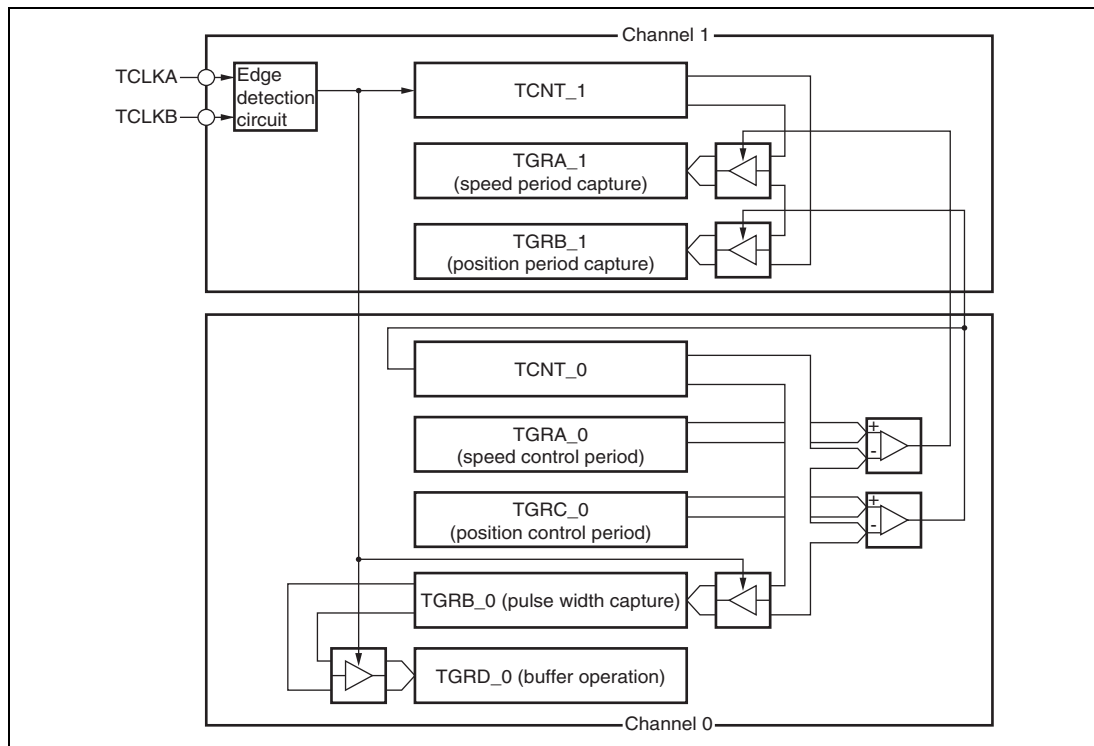 Channel 1
TCLKA
TCLKB
Edge
detection
circuit
TCNT_1
TGRA_1
(speed period capture)
TGRB_1
(position period capture)
TCNT_0
TGRA_0
(speed control period)
+
-
TGRC_0
(position control period)
+
-
TGRB_0 (pulse width capture)
TGRD_0 (buffer operation)
Channel 0